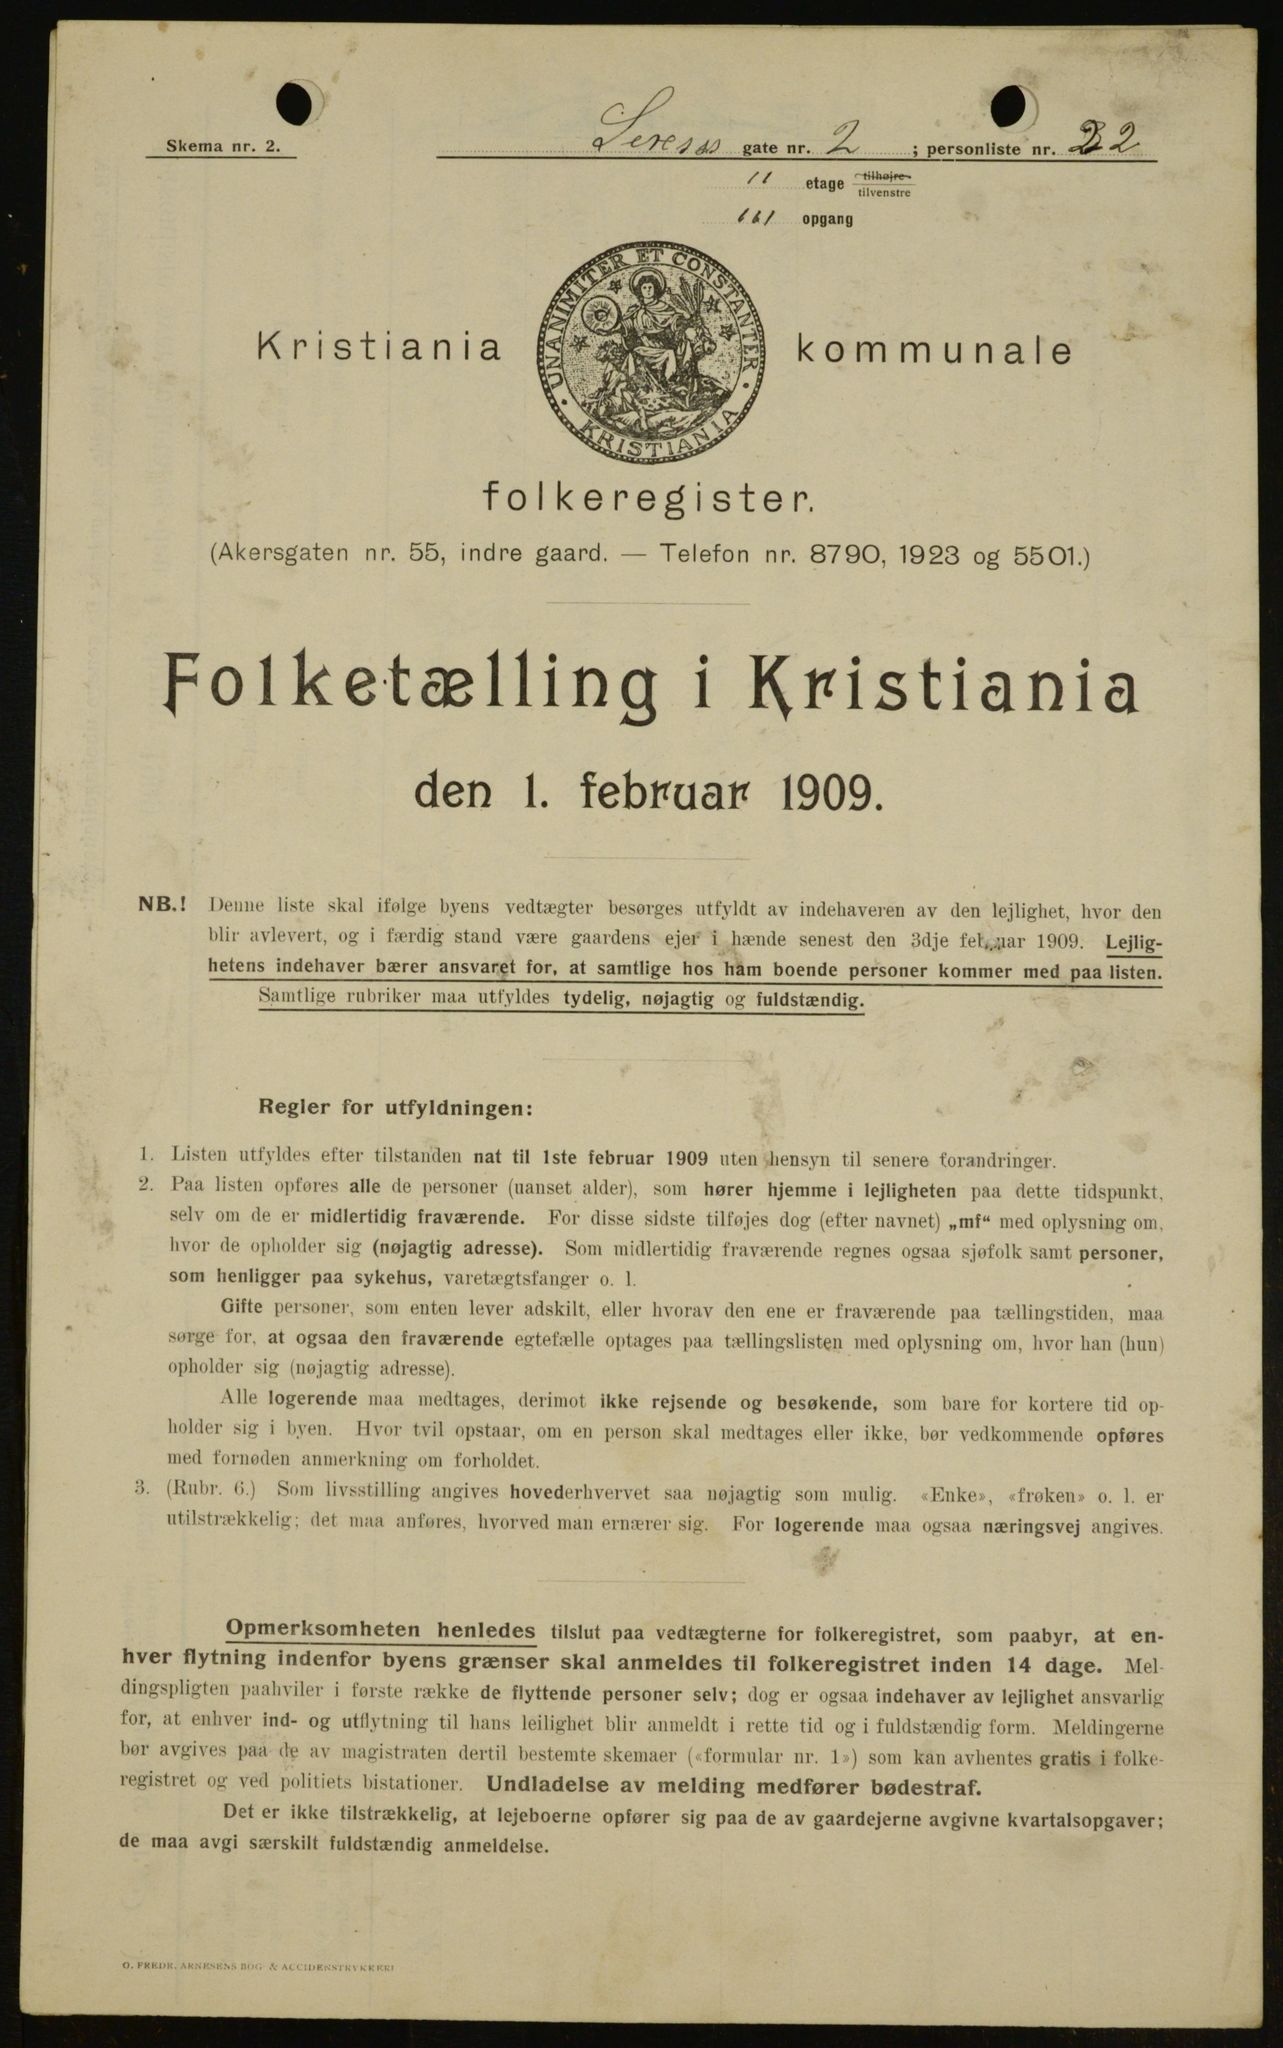 Skema nr. 2.
gate nr. 2 ; personliste nr. 22
11 etage tilhøjre
tilvenstre
opgang
UNANIMITER ET CONSTANTER
KRISTIANIA
Kristiania kommunale
folkeregister.
(Akersgaten nr. 55, indre gaard. — Telefon nr. 8790, 1923 og 5501.)
Folketælling i Kristiania
den 1. februar 1909.
NB.! Denne liste skal ifølge byens vedtægter besørges utfyldt av indehaveren av den lejlighet, hvor den
blir avlevert, og i færdig stand være gaardens ejer i hænde senest den 3dje februar 1909. Lejlig-
hetens indehaver bærer ansvaret for, at samtlige hos ham boende personer kommer med paa listen.
Samtlige rubriker maa utfyldes tydelig, nøjagtig og fuldstændig.
Regler for utfyldningen:
1. Listen utfyldes efter tilstanden nat til 1ste februar 1909 uten hensyn til senere forandringer.
2. Paa listen opføres alle de personer (uanset alder), som hører hjemme i lejligheten paa dette tidspunkt,
selv om de er midlertidig fraværende. For disse sidste tilføjes dog (efter navnet) „mf“ med oplysning om,
hvor de opholder sig (nøjagtig adresse). Som midlertidig fraværende regnes ogsaa sjøfolk samt personer,
som henligger paa sykehus, varetægtsfanger o. l.
Gifte personer, som enten lever adskilt, eller hvorav den ene er fraværende paa tællingstiden, maa
sørge for, at ogsaa den fraværende egtefælle optages paa tællingslisten med oplysning om, hvor han (hun)
opholder sig (nøjagtig adresse).
Alle logerende maa medtages, derimot ikke rejsende og besøkende, som bare for kortere tid op-
holder sig i byen. Hvor tvil opstaar, om en person skal medtages eller ikke, bør vedkommende opføres
med fornøden anmerkning om forholdet.
3. (Rubr. 6.) Som livsstilling angives hovederhvervet saa nøjagtig som mulig. «Enke», «frøken» o. l. er
utilstrækkelig; det maa anføres, hvorved man ernærer sig. For logerende maa ogsaa næringsvej angives.
Opmerksomheten henledes tilslut paa vedtægterne for folkeregistret, som paabyr, at en-
hver flytning indenfor byens grænser skal anmeldes til folkeregistret inden 14 dage. Mel-
dingspligten paahviler i første række de flyttende personer selv; dog er ogsaa indehaver av lejlighet ansvarlig
for, at enhver ind- og utflytning til hans leilighet blir anmeldt i rette tid og i fuldstændig form. Meldingerne
bør avgives paa de av magistraten dertil bestemte skemaer («formular nr. 1») som kan avhentes gratis i folke-
registret og ved politiets bistationer. Undladelse av melding medfører bødestraf.
Det er ikke tilstrækkelig, at lejeboerne opfører sig paa de av gaardejerne avgivne kvartalsopgaver;
de maa avgi særskilt fuldstændig anmeldelse.
O. FREDR. ARNESENS BOG & ACCIDENSTRYKKERI